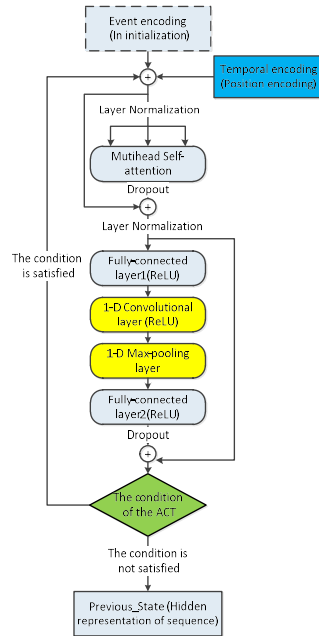 Event encoding
(In initialization)
+
Temporal encoding
(Position encoding)
Layer Normalization
Mutihead Self-
attention
Dropout
+
Layer Normalization
The condition
is satisfied
Fully-connected
layer1(ReLU)
1-D Convolutional
layer (ReLU)
1-D Max-pooling
layer
Fully-connected
layer2(ReLU)
Dropout
+
The condition
of the ACT
The condition is
not satisfied
Previous_State (Hidden
representation of sequence)